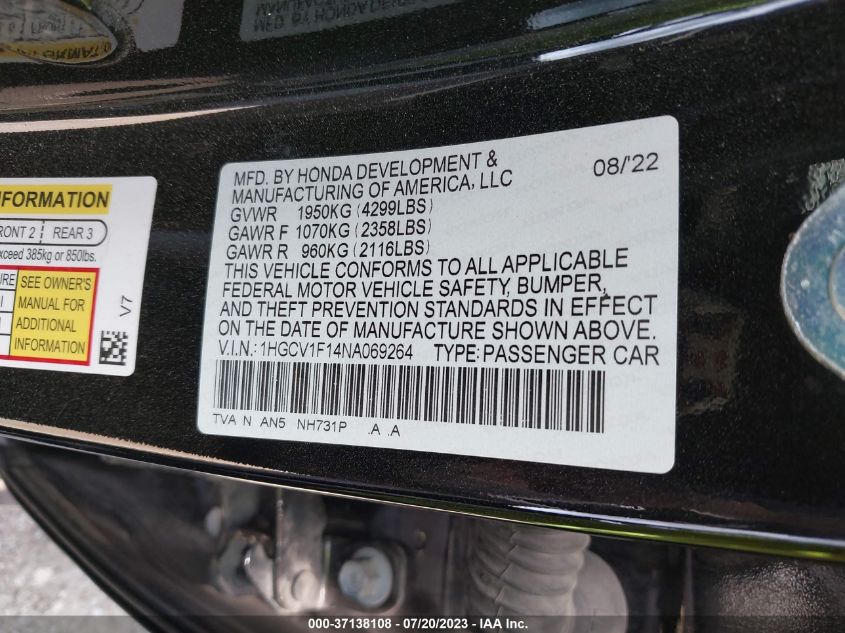 MFD. BY HONDA DEVELOPMENT & MANUFACTURING OF AMERICA, LLC 08/'22
GVWR 1950KG (4299LBS)
GAWR F 1070KG (2358LBS)
GAWR R 960KG (2116LBS)
THIS VEHICLE CONFORMS TO ALL APPLICABLE
FEDERAL MOTOR VEHICLE SAFETY, BUMPER,
AND THEFT PREVENTION STANDARDS IN EFFECT
ON THE DATE OF MANUFACTURE SHOWN ABOVE.
V.I.N.: 1HGCV1F14NA069264 TYPE: PASSENGER CAR
TVA N AN5 NH731P .A .A
INFORMATION
FRONT 2 REAR 3
exceed 385kg or 850lbs.
SEE OWNER'S
MANUAL FOR
ADDITIONAL
INFORMATION
V7
000-37138108 - 07/20/2023 - IAA, Inc.